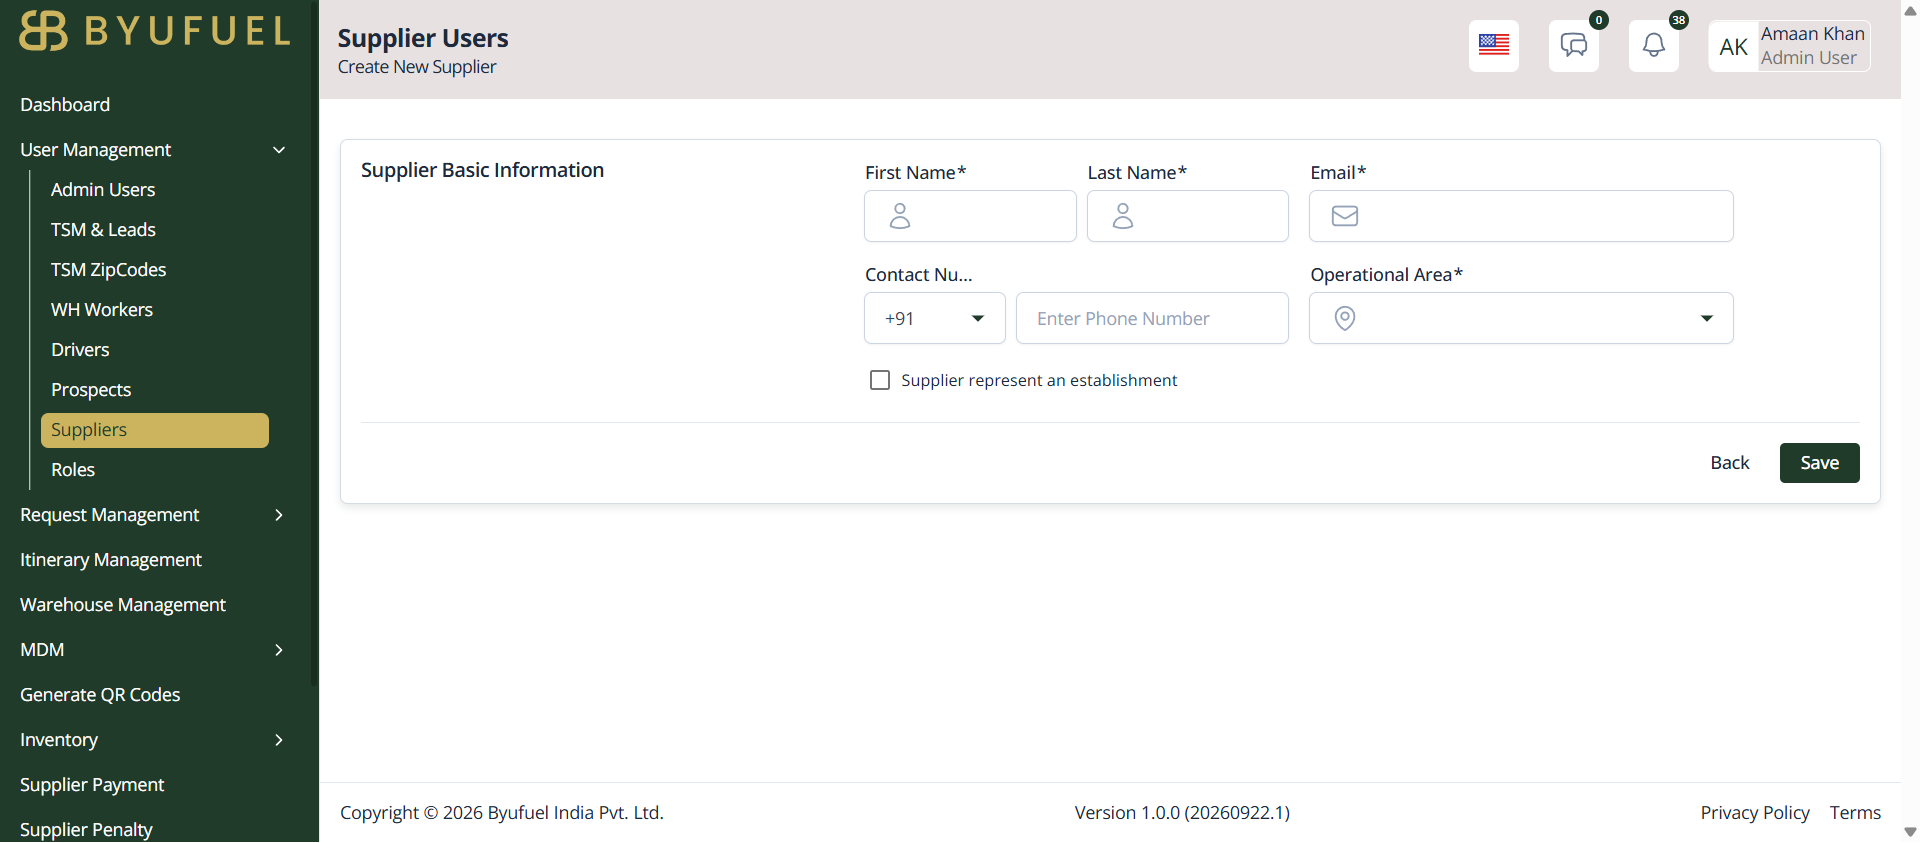 BYUFUEL
Dashboard
User Management
Admin Users
TSM & Leads
TSM ZipCodes
WH Workers
Drivers
Prospects
Suppliers
Roles
Request Management
Itinerary Management
Warehouse Management
MDM
Generate QR Codes
Inventory
Supplier Payment
Supplier Penalty
Supplier Users
Create New Supplier
0
38
AK
Amaan Khan
Admin User
Supplier Basic Information
First Name*
Last Name*
Email*
Contact Nu...
Operational Area*
+91
Enter Phone Number
Supplier represent an establishment
Back
Save
Copyright © 2026 Byufuel India Pvt. Ltd.
Version 1.0.0 (20260922.1)
Privacy Policy
Terms